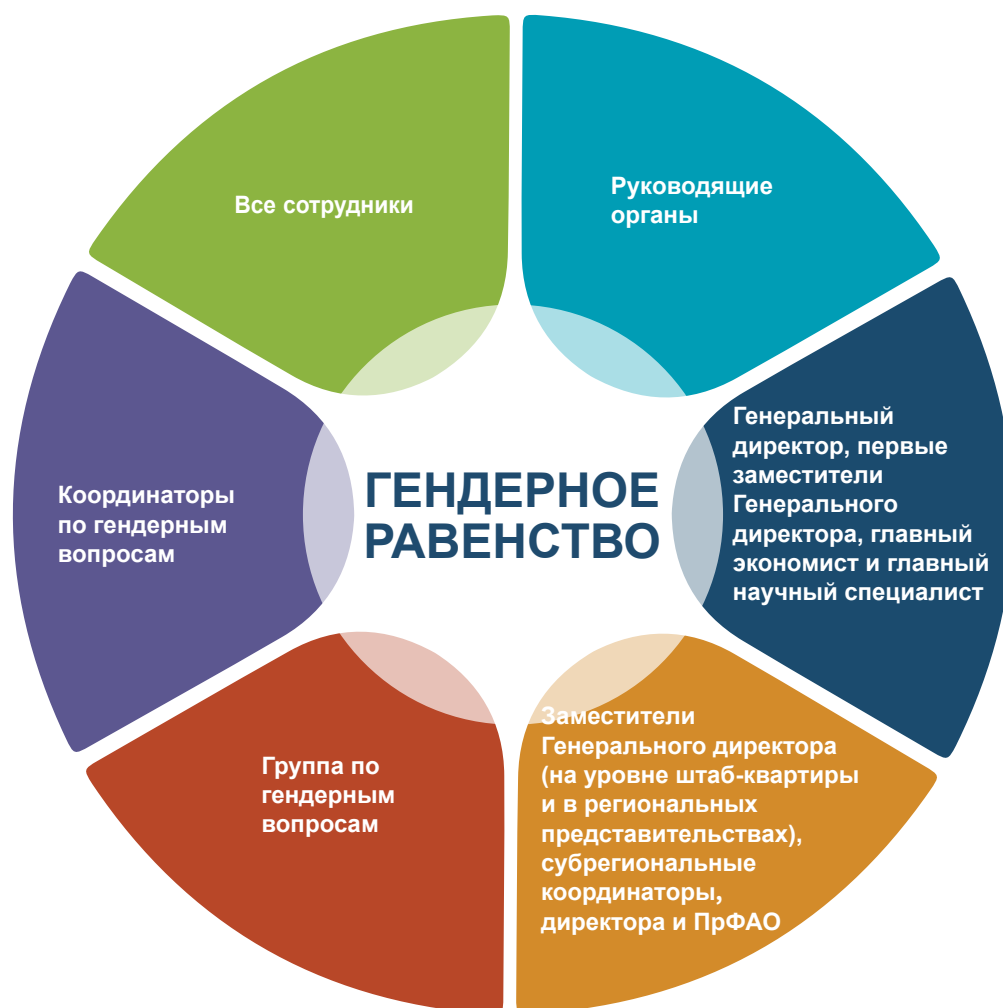 Все сотрудники
Руководящие
органы
Генеральный
директор, первые
заместители
Генерального
директора, главный
экономист и главный
научный специалист
Заместители
Генерального директора
(на уровне штаб-квартиры
и в региональных
представительствах),
субрегиональные
координаторы,
директора и ПрФАО
Группа по
гендерным
вопросам
Координаторы
по гендерным
вопросам
ГЕНДЕРНОЕ
РАВЕНСТВО